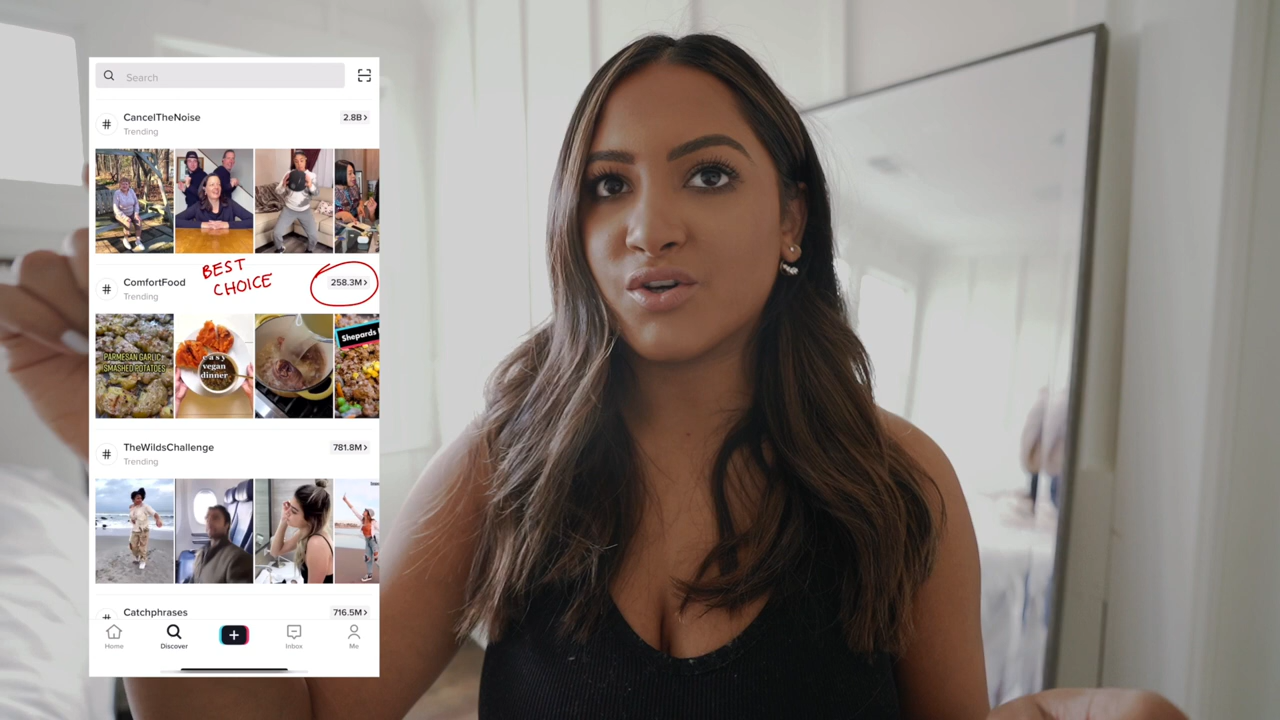 Search
CancelTheNoise
2.8B >
Trending
ComfortFood
BEST
CHOICE
258.3M >
Trending
PARMESAN GARLIC
SMASHED POTATOES
easy
vegan
dinner
Shepards
TheWildsChallenge
781.8M >
Trending
Catchphrases
716.5M >
Home
Discover
Inbox
Me